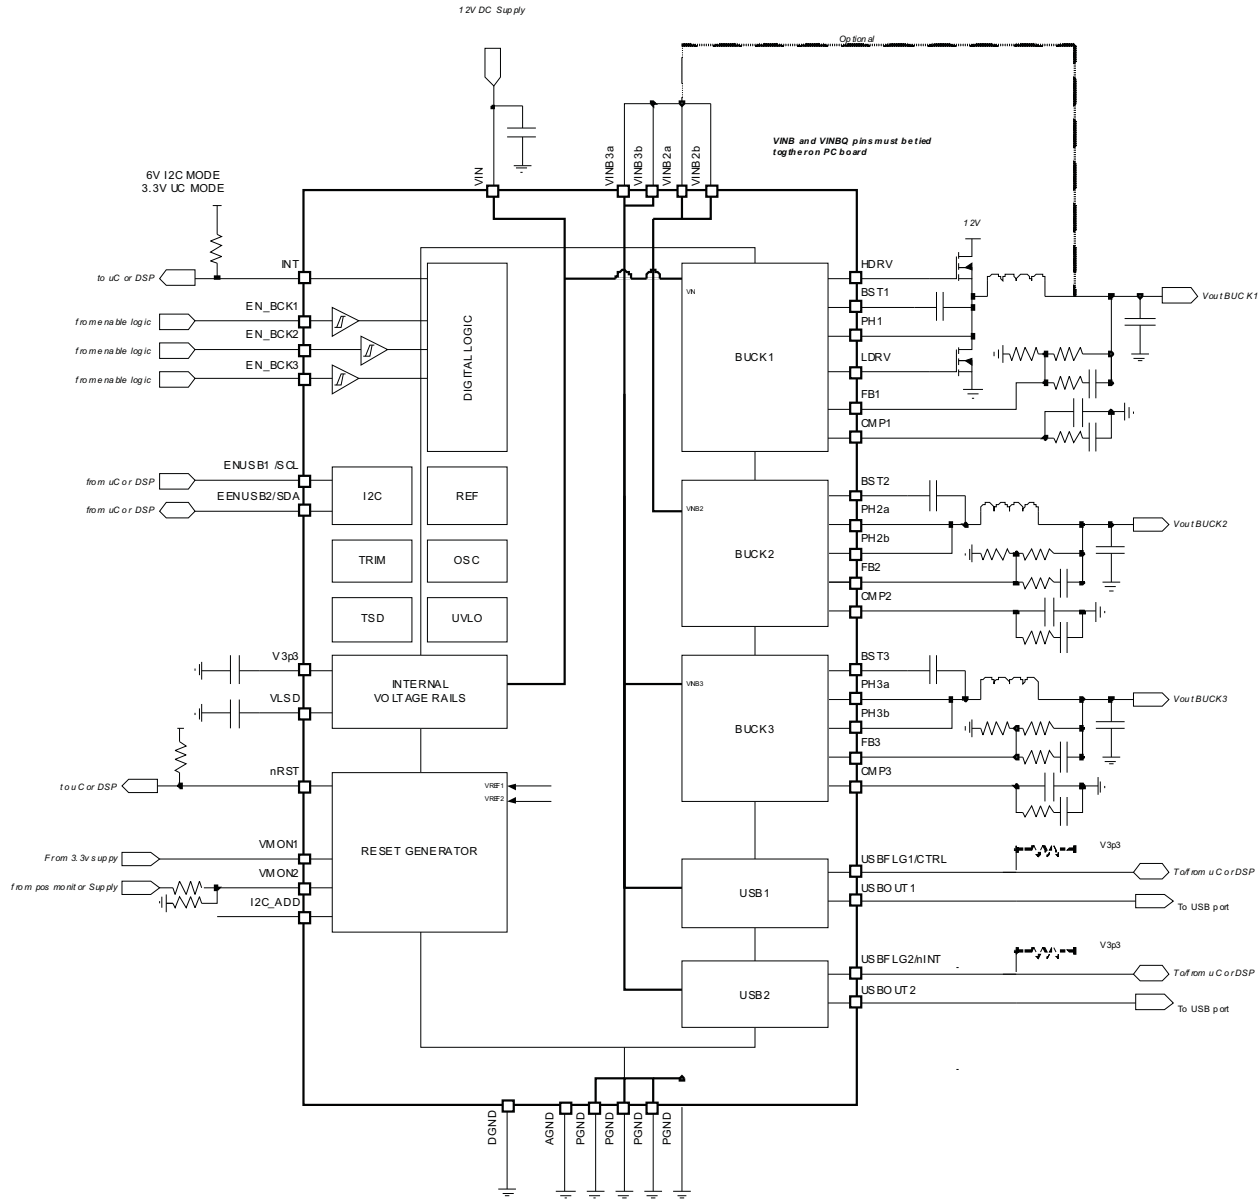 12V DC Supply
Optional
VINB and VINBQ pins must be tied
togther on PC board
VIN
VINB3a
VINB3b
VINB2a
VINB2b
6V I2C MODE
3.3V UC MODE
to uC or DSP
INT
from enable logic
EN_BCK1
from enable logic
EN_BCK2
from enable logic
EN_BCK3
DIGITAL LOGIC
from uC or DSP
ENUSB1 /SCL
from uC or DSP
EENUSB2/SDA
I2C
REF
TRIM
OSC
TSD
UVLO
V3p3
VLSD
INTERNAL
VOLTAGE RAILS
to uC or DSP
nRST
From 3.3v suppy
VMON1
from pos monitor Supply
VMON2
I2C_ADD
RESET GENERATOR
VREF1
VREF2
VIN
BUCK1
HDRV
BST1
PH1
LDRV
FB1
CMP1
12V
Vout BUCK1
VINB2
BUCK2
BST2
PH2a
PH2b
FB2
CMP2
Vout BUCK2
VINB3
BUCK3
BST3
PH3a
PH3b
FB3
CMP3
Vout BUCK3
USB1
USBFLG1/CTRL
USBOUT1
V3p3
To/from uC or DSP
To USB port
USB2
USBFLG2/nINT
USBOUT2
V3p3
To/from uC or DSP
To USB port
DGND
AGND
PGND
PGND
PGND
PGND